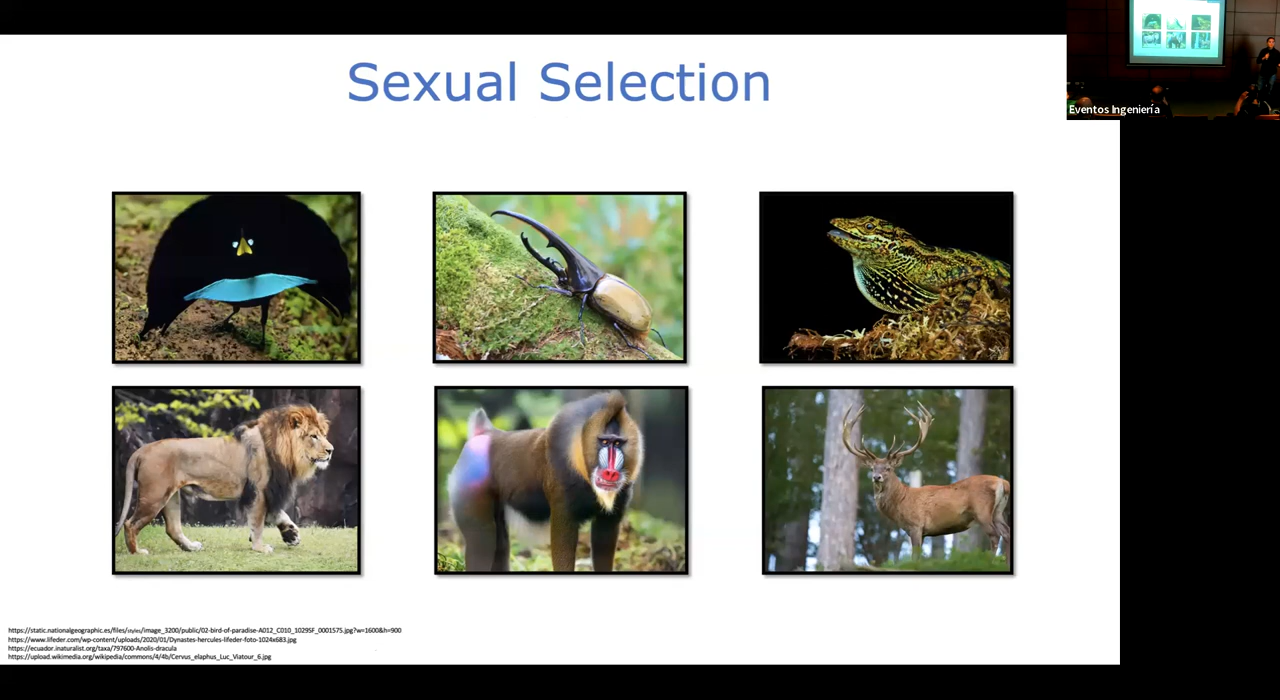 Sexual Selection
Eventos Ingeniería
https://static.nationalgeographic.es/files/styles/image_3200/public/02-bird-of-paradise-A012_C010_1029SF_0001575.jpg?w=1600&h=900
https://www.lifeder.com/wp-content/uploads/2020/01/Dynastes-hercules-lifeder-foto-1024x683.jpg
https://ecuador.inaturalist.org/taxa/797600-Anolis-dracula
https://upload.wikimedia.org/wikipedia/commons/4/4b/Cervus_elaphus_Luc_Viatour_6.jpg